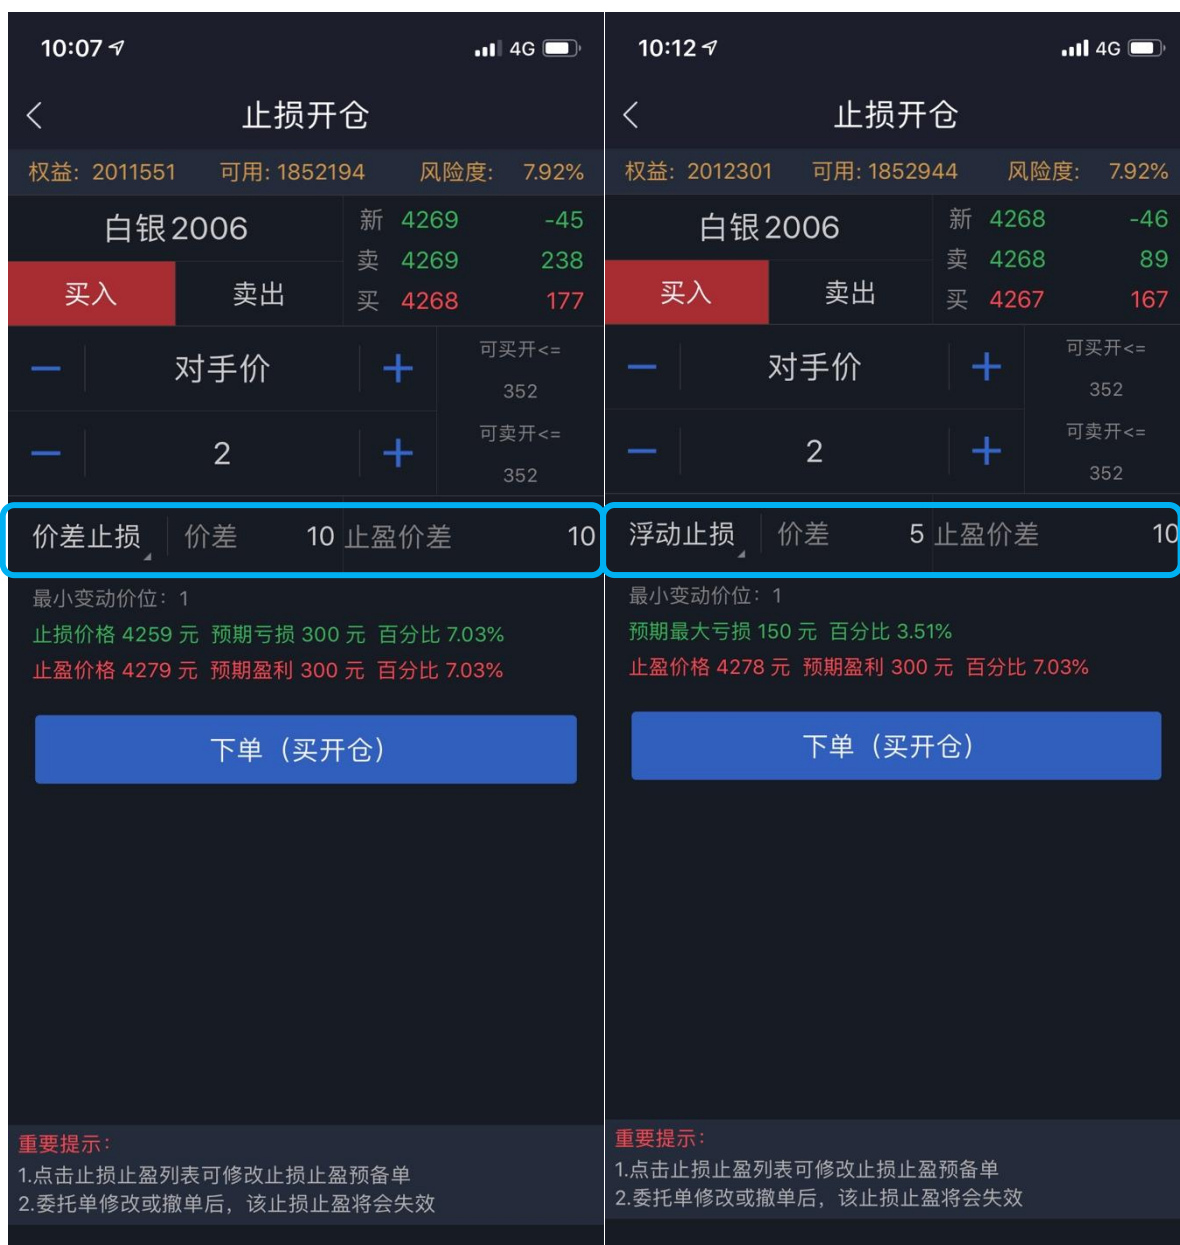 10:07
4G
止损开仓
权益: 2011551 可用: 1852194 风险度: 7.92%
白银2006
新 4269 -45
卖 4269 238
买 4268 177
买入 卖出
对手价
可买开<=
352
2
可卖开<=
352
价差止损 价差 10 止盈价差 10
最小变动价位: 1
止损价格 4259 元 预期亏损 300 元 百分比 7.03%
止盈价格 4279 元 预期盈利 300 元 百分比 7.03%
下单（买开仓）
重要提示:
1.点击止损止盈列表可修改止损止盈预备单
2.委托单修改或撤单后，该止损止盈将会失效
10:12
4G
止损开仓
权益: 2012301 可用: 1852944 风险度: 7.92%
白银2006
新 4268 -46
卖 4268 89
买 4267 167
买入 卖出
对手价
可买开<=
352
2
可卖开<=
352
浮动止损 价差 5 止盈价差 10
最小变动价位: 1
预期最大亏损 150 元 百分比 3.51%
止盈价格 4278 元 预期盈利 300 元 百分比 7.03%
下单（买开仓）
重要提示:
1.点击止损止盈列表可修改止损止盈预备单
2.委托单修改或撤单后，该止损止盈将会失效